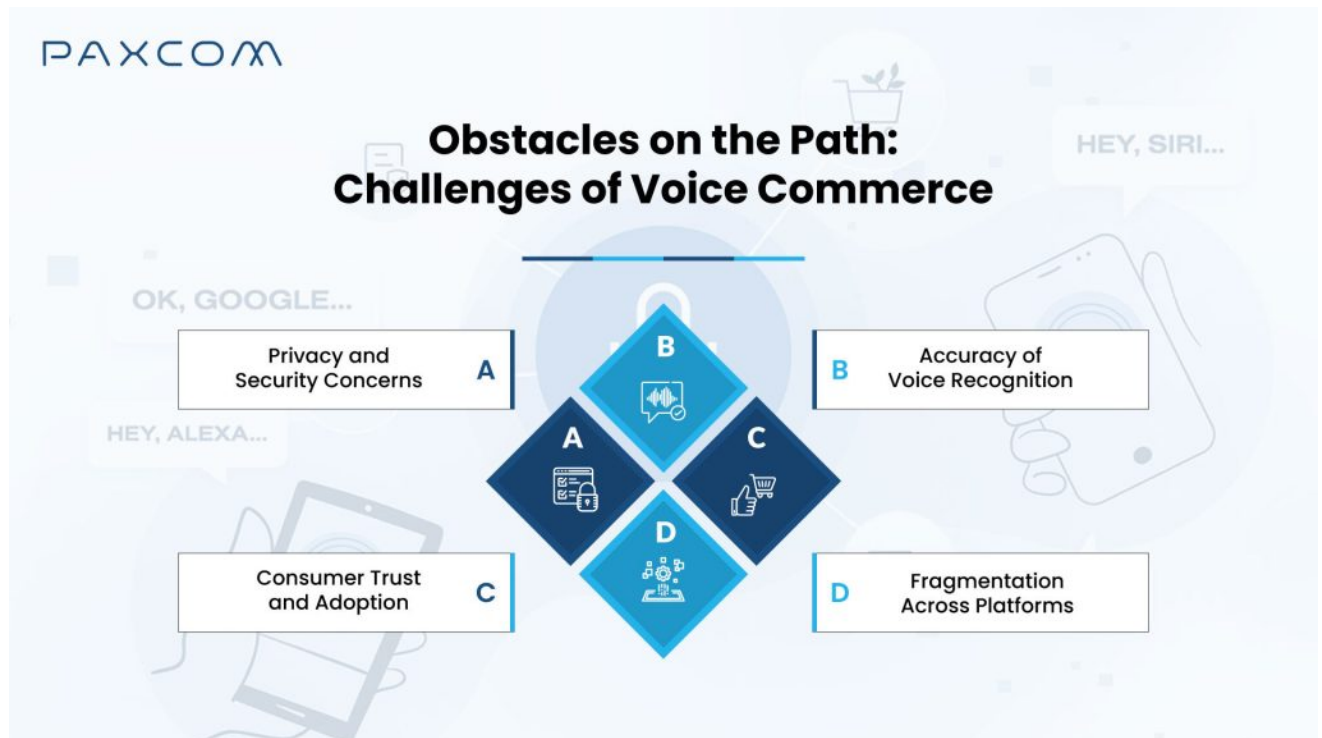 PAXCOM
Obstacles on the Path:
Challenges of Voice Commerce
HEY, SIRI...
OK, GOOGLE...
HEY, ALEXA...
Privacy and
Security Concerns
A
B
Accuracy of
Voice Recognition
B
A
C
D
Consumer Trust
and Adoption
C
D
Fragmentation
Across Platforms